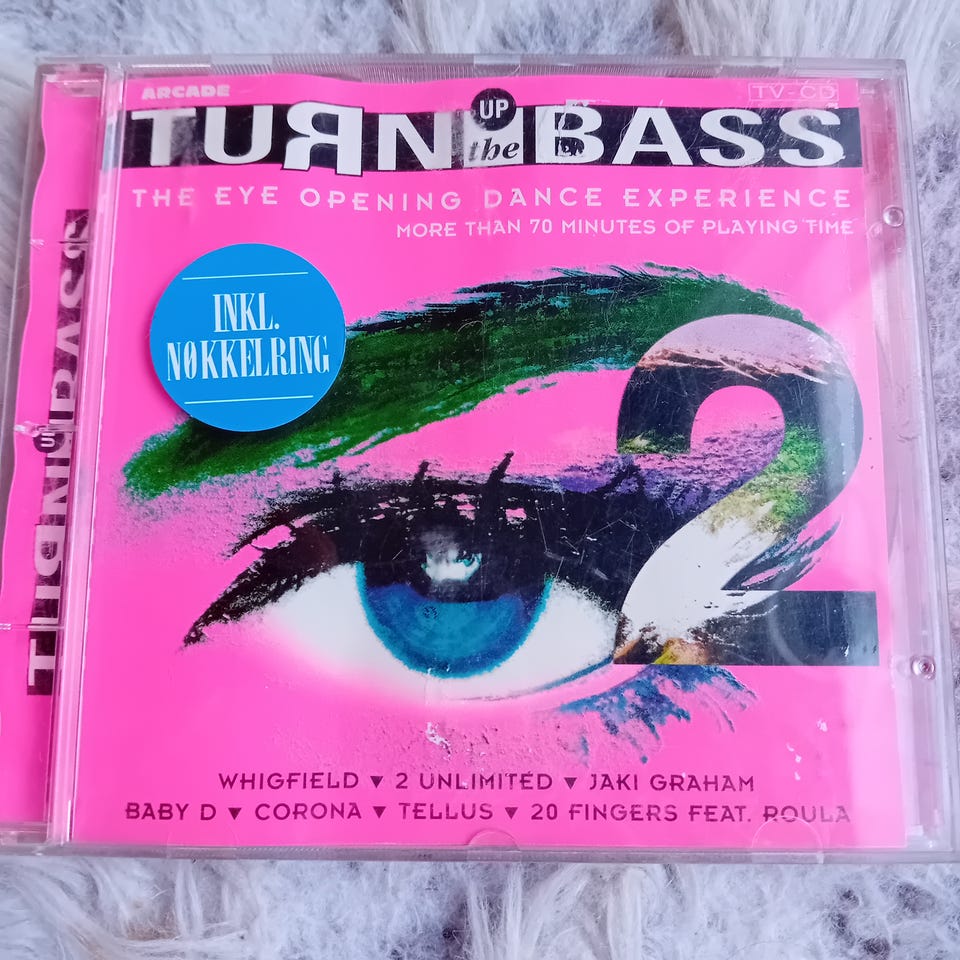 ARCADE
TV-CD
TURN UP the BASS
THE EYE OPENING DANCE EXPERIENCE
MORE THAN 70 MINUTES OF PLAYING TIME
INKL.
NØKKELRING
2
WHIGFIELD ▼ 2 UNLIMITED ▼ JAKI GRAHAM
BABY D ▼ CORONA ▼ TELLUS ▼ 20 FINGERS FEAT. ROULA
TURN UP BASS